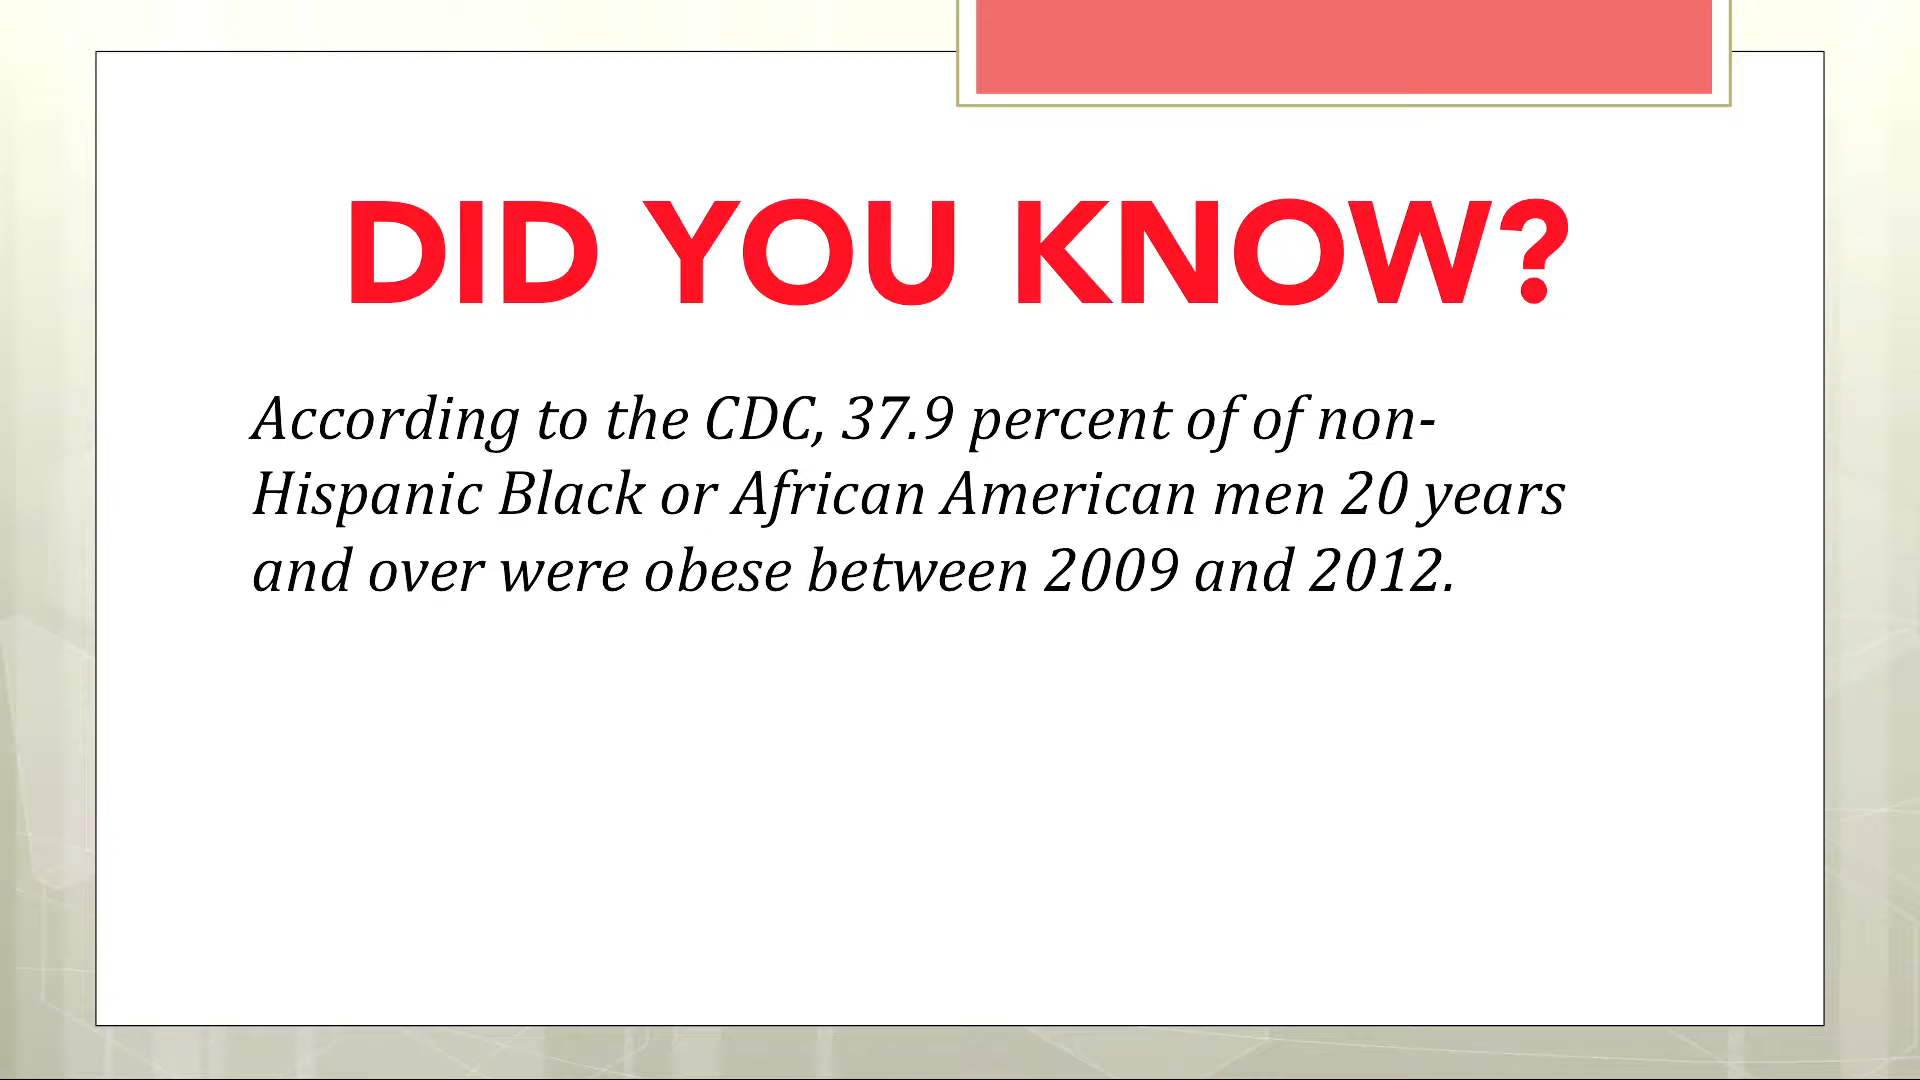 DID YOU KNOW?
According to the CDC, 37.9 percent of of non-
Hispanic Black or African American men 20 years
and over were obese between 2009 and 2012.